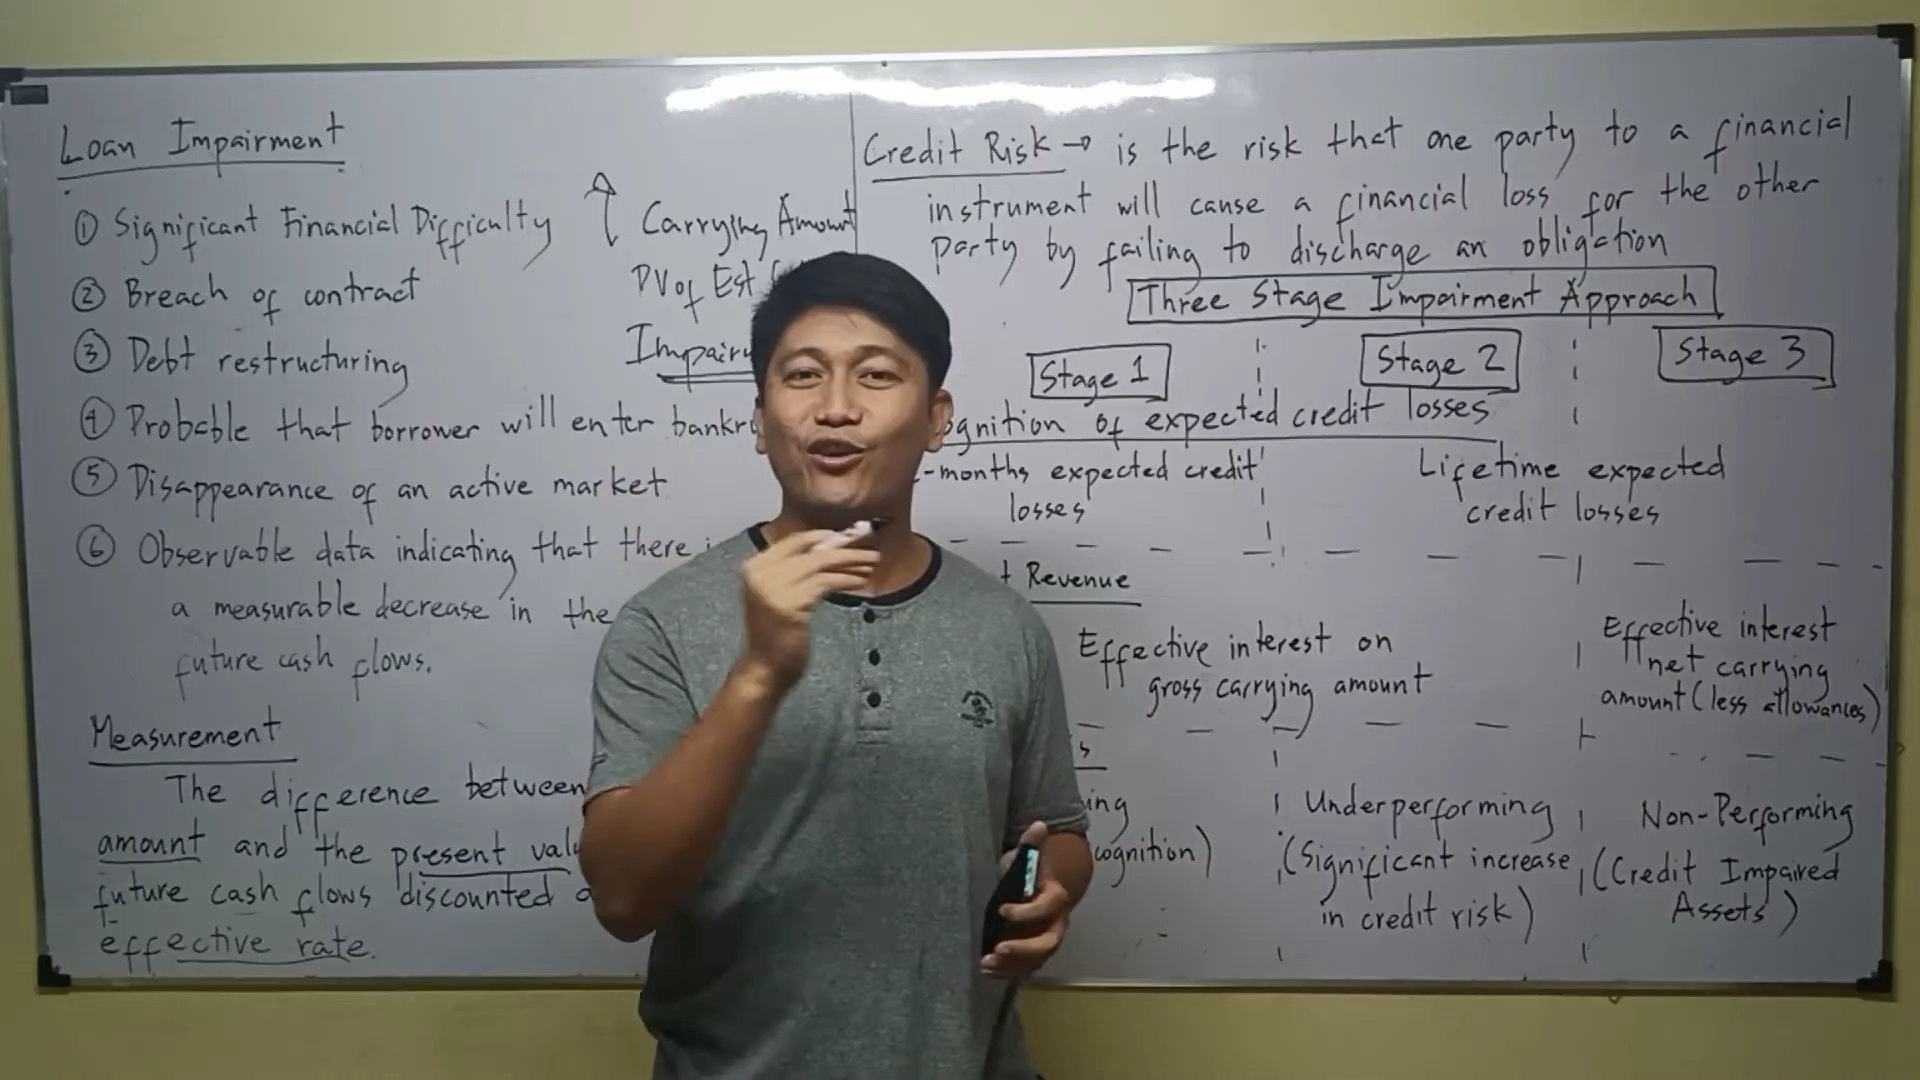 Loan Impairment
① Significant Financial Difficulty
② Breach of contract
③ Debt restructuring
④ Probable that borrower will enter
⑤ Disappearance of an active market
⑥ Observable data indicating that there
a measurable decrease in the
future cash flows.
Carrying Amount
PV of Est
Measurement
The difference between
amount and the present
future cash flows discounted
effective rate.
Credit Risk → is the risk that one party to a financial
instrument will cause a financial loss for the other
party by failing to discharge an obligation
Three Stage Impairment Approach
Stage 1
Stage 2
Stage 3
of expected credit losses
-months expected credit
losses
Lifetime expected
credit losses
Revenue
Effective interest on
gross carrying amount
Effective interest
net carrying
amount (less allowances)
Underperforming
(Significant increase
in credit risk)
Non-Performing
(Credit Impaired
Assets)